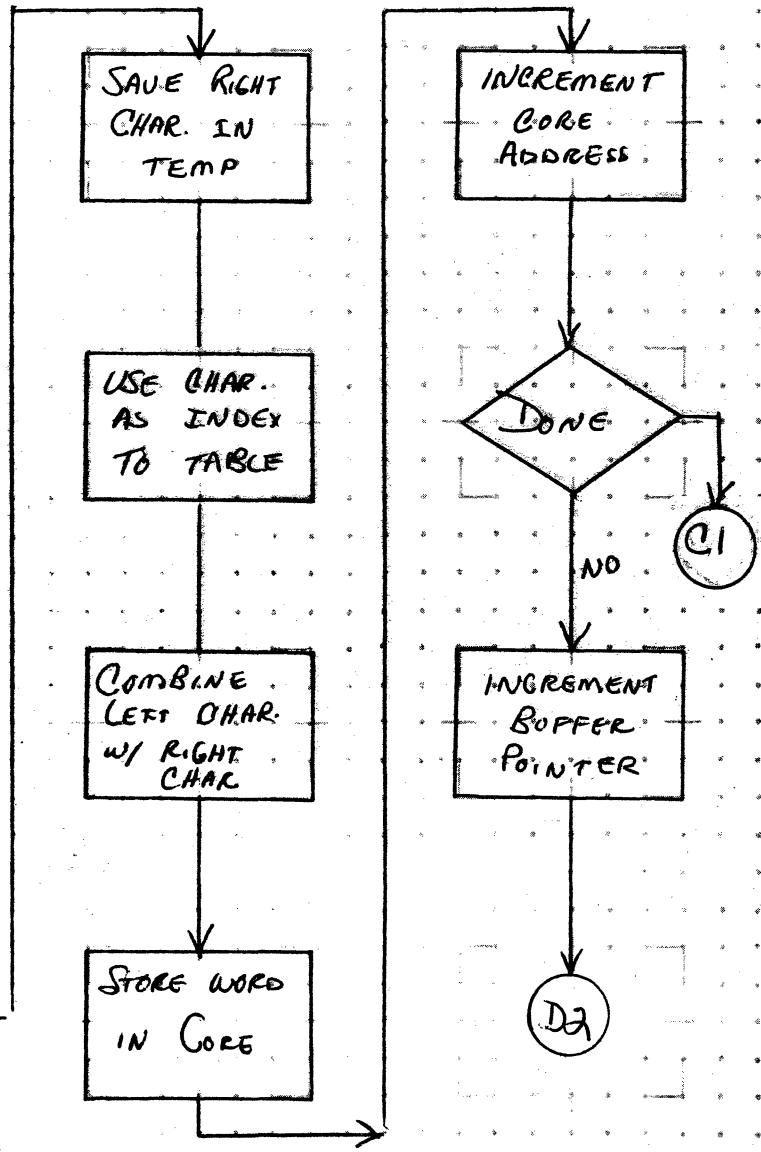 SAVE RIGHT
CHAR. IN
TEMP
USE CHAR.
AS INDEX
TO TABLE
COMBINE
LEFT CHAR.
W/ RIGHT
CHAR
STORE WORD
IN CORE
INCREMENT
CORE
ADDRESS
DONE
C1
NO
INCREMENT
BUFFER
POINTER
D2